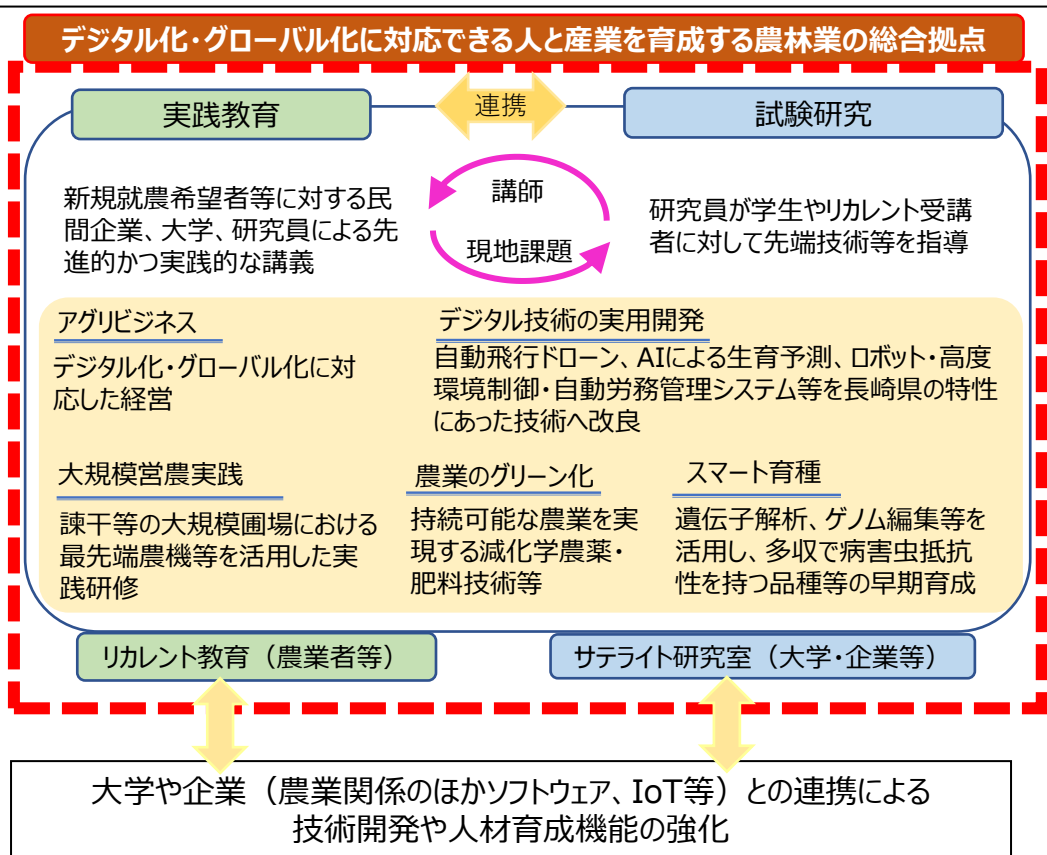 デジタル化・グローバル化に対応できる人と産業を育成する農林業の総合拠点
実践教育
連携
試験研究
新規就農希望者等に対する民
間企業、大学、研究員による先
進的かつ実践的な講義
講師
現地課題
研究員が学生やリカレント受講
者に対して先端技術等を指導
アグリビジネス
デジタル化・グローバル化に対
応した経営
デジタル技術の実用開発
自動飛行ドローン、AIによる生育予測、ロボット・高度
環境制御・自動労務管理システム等を長崎県の特性
にあった技術へ改良
大規模営農実践
諫干等の大規模圃場における
最先端農機等を活用した実
践研修
農業のグリーン化
持続可能な農業を実
現する減化学農薬・
肥料技術等
スマート育種
遺伝子解析、ゲノム編集等を
活用し、多収で病害虫抵抗
性を持つ品種等の早期育成
リカレント教育（農業者等）
サテライト研究室（大学・企業等）
大学や企業（農業関係のほかソフトウェア、IoT等）との連携による
技術開発や人材育成機能の強化